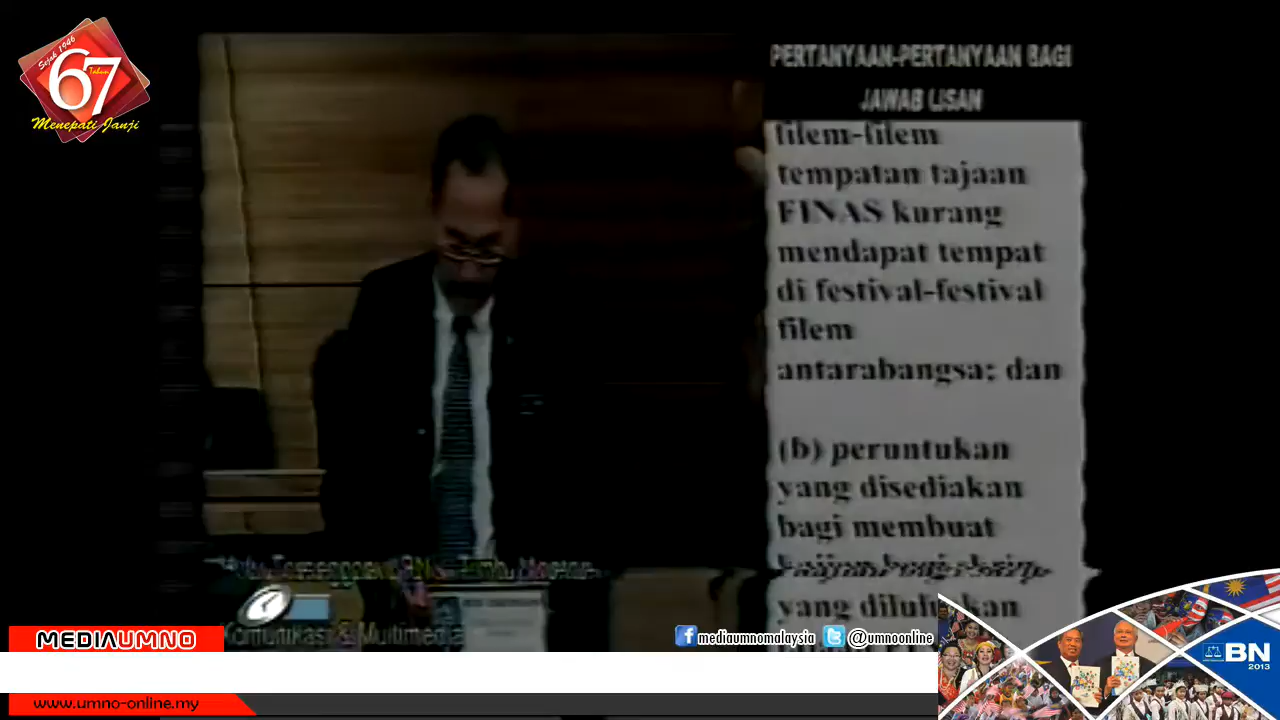 Sejak 1946
67
Tahun
Menepati Janji
PERTANYAAN-PERTANYAAN BAGI
JAWAB LISAN
filem-filem
tempatan tajaan
FINAS kurang
mendapat tempat
di festival-festival
filem
antarabangsa; dan
(b) peruntukan
yang disediakan
bagi membuat
yang diluluskan
Komunikasi & Multimedia
mediaumnomalaysia
@umnoonline
MEDIAUMNO
www.umno-online.my
BN
2013